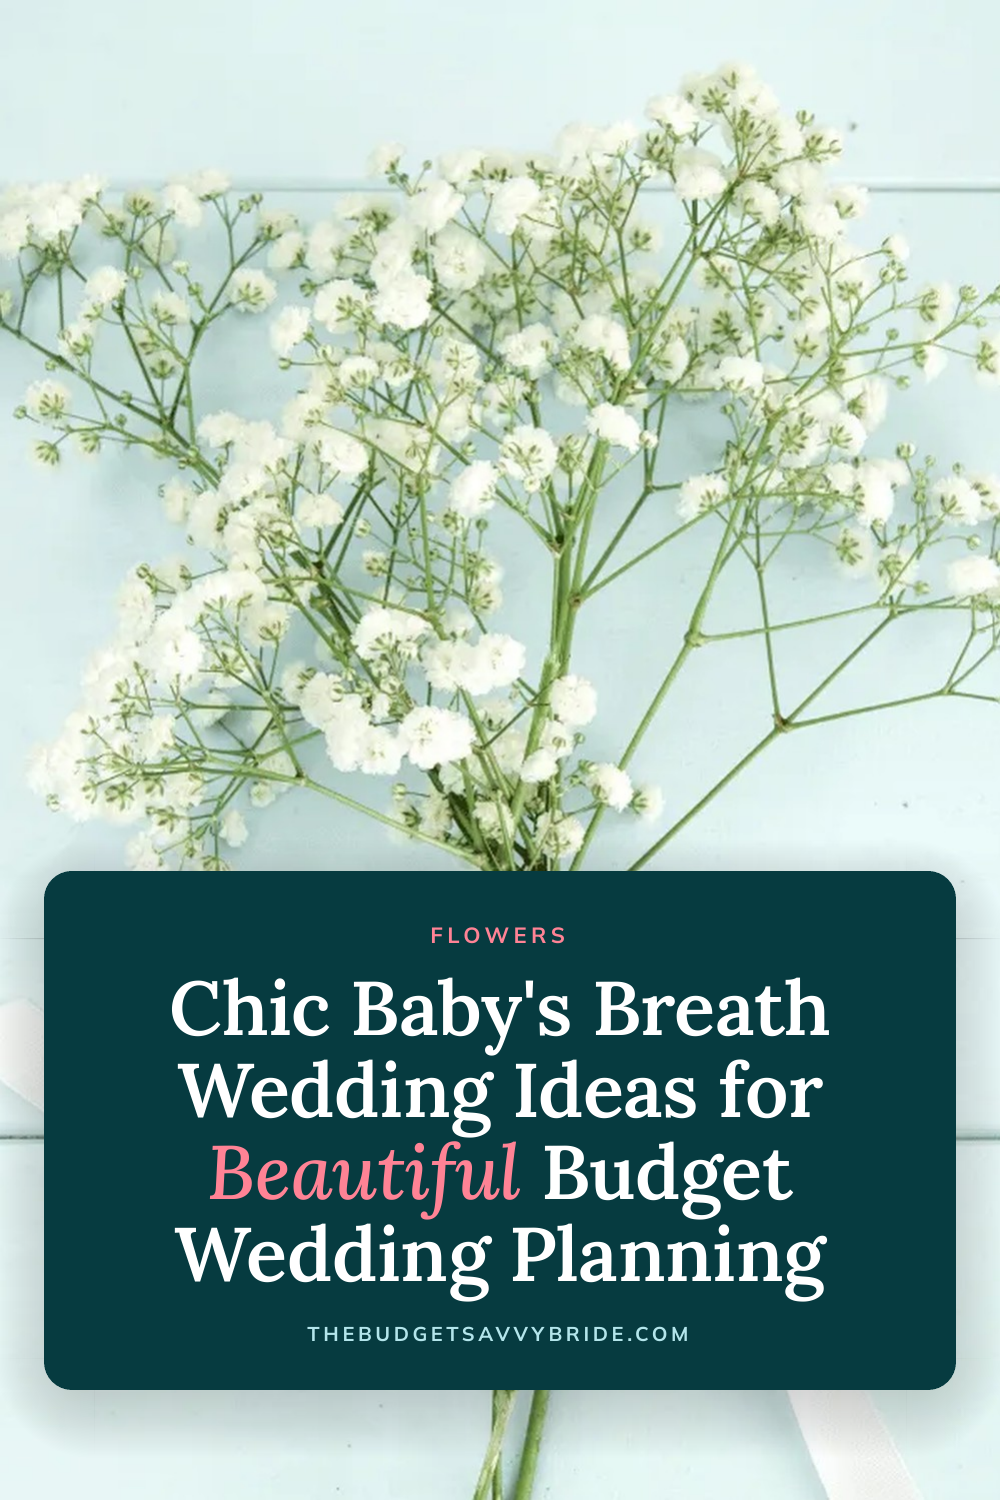 FLOWERS
Chic Baby's Breath
Wedding Ideas for
Beautiful Budget
Wedding Planning
THEBUDGETSAVVYBRIDE.COM